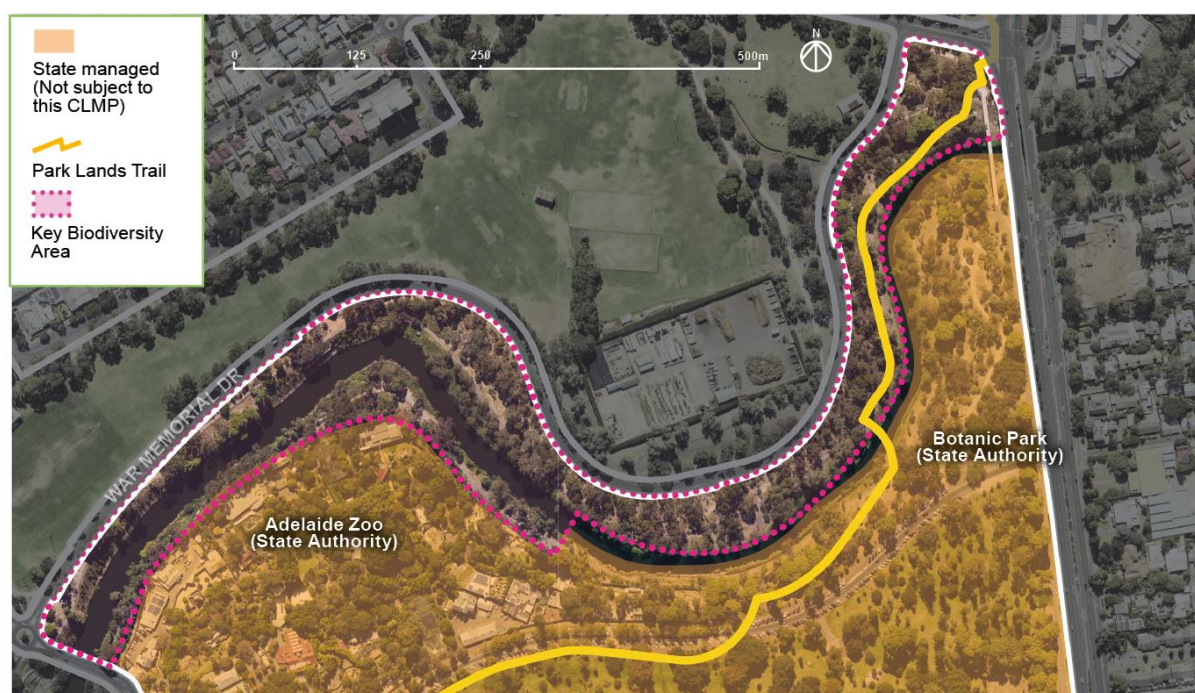 State managed
(Not subject to
this CLMP)
Park Lands Trail
Key Biodiversity
Area
0 125 250 500m
N
WAR MEMORIAL DR
Adelaide Zoo
(State Authority)
Botanic Park
(State Authority)